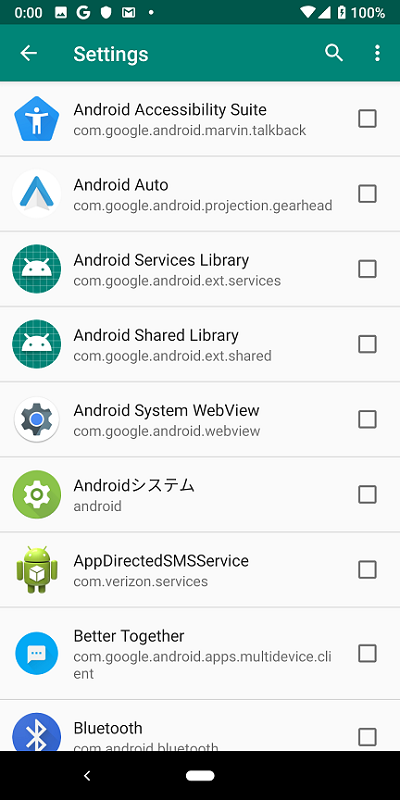 0:00 100%
Settings
Android Accessibility Suite
com.google.android.marvin.talkback
Android Auto
com.google.android.projection.gearhead
Android Services Library
com.google.android.ext.services
Android Shared Library
com.google.android.ext.shared
Android System WebView
com.google.android.webview
Androidシステム
android
AppDirectedSMSService
com.verizon.services
Better Together
com.google.android.apps.multidevice.cli
ent
Bluetooth
com.android.bluetooth